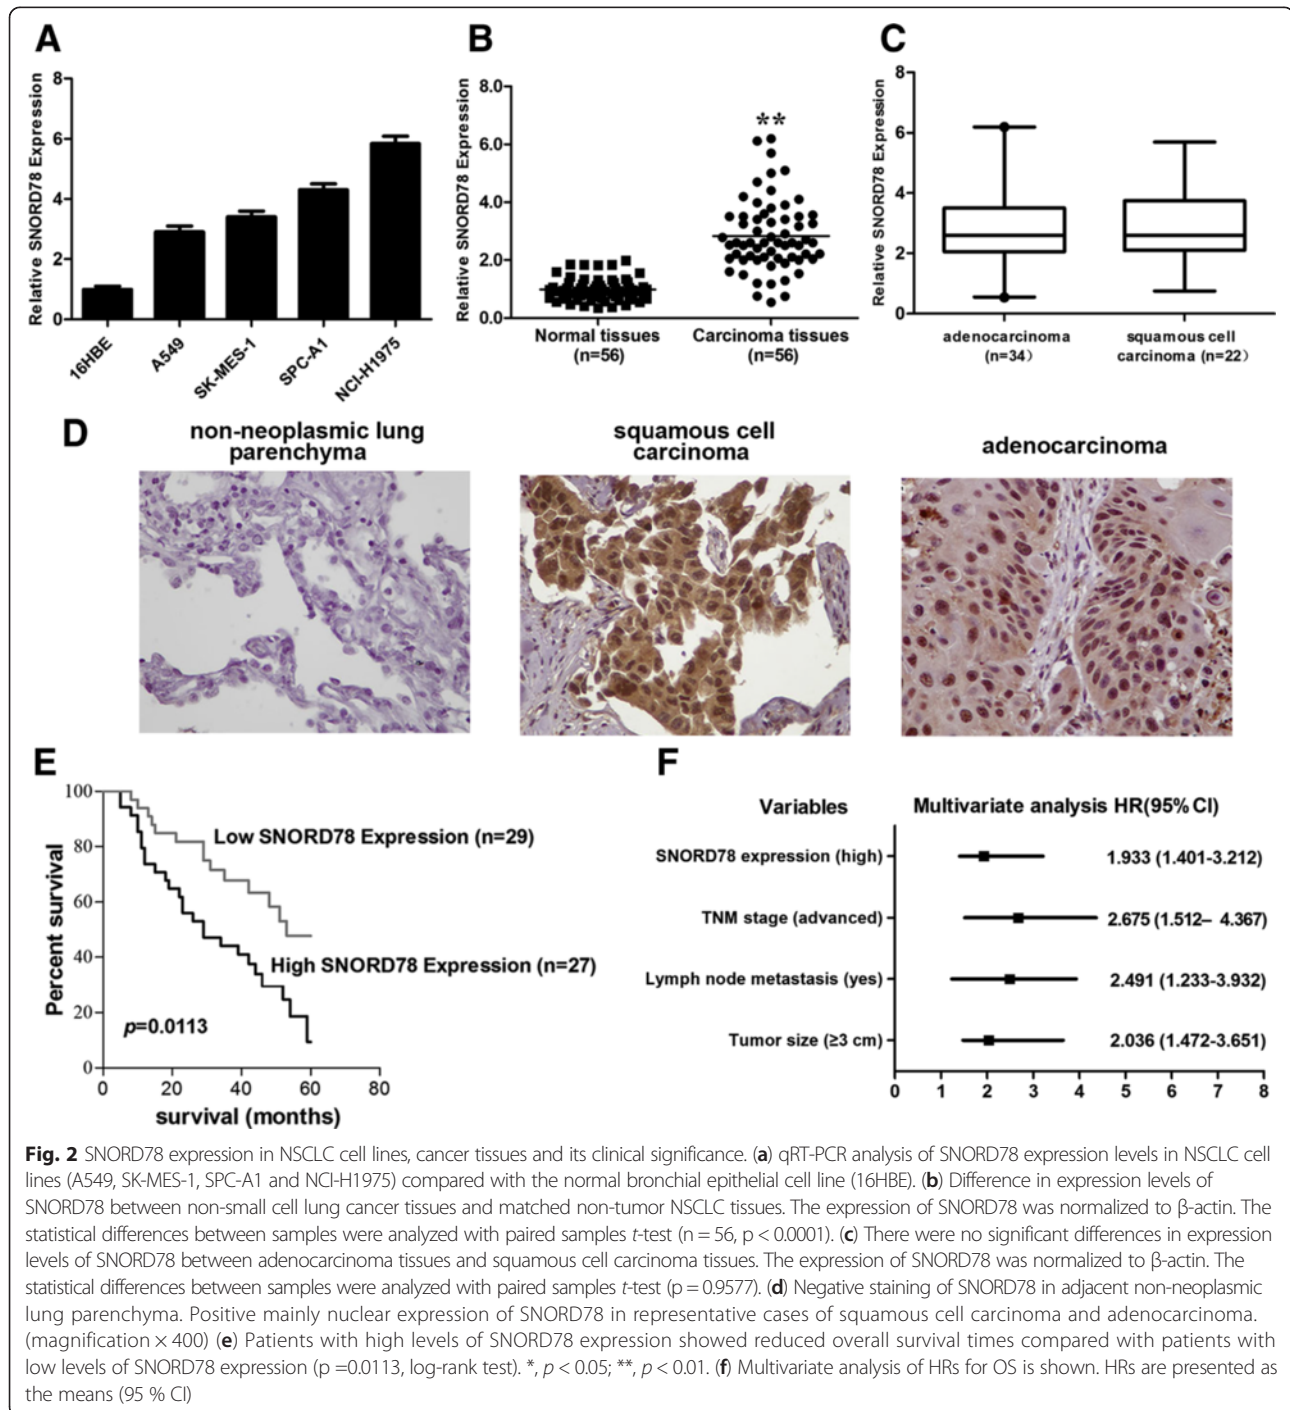 A
Relative SNORD78 Expression
8
6
4
2
0
16HBE
A549
SK-MES-1
SPC-A1
NCI-H1975
B
Relative SNORD78 Expression
8.0
6.0
4.0
2.0
0.0
**
Normal tissues
(n=56)
Carcinoma tissues
(n=56)
C
Relative SNORD78 Expression
8
6
4
2
0
adenocarcinoma
(n=34)
squamous cell
carcinoma (n=22)
D
non-neoplasmic lung
parenchyma
squamous cell
carcinoma
adenocarcinoma
E
Percent survival
100
80
60
40
20
0
Low SNORD78 Expression (n=29)
High SNORD78 Expression (n=27)
p=0.0113
0 20 40 60 80
survival (months)
F
Variables Multivariate analysis HR(95%CI)
SNORD78 expression (high) 1.933 (1.401-3.212)
TNM stage (advanced) 2.675 (1.512– 4.367)
Lymph node metastasis (yes) 2.491 (1.233-3.932)
Tumor size (≥3 cm) 2.036 (1.472-3.651)
0 1 2 3 4 5 6 7 8
Fig. 2 SNORD78 expression in NSCLC cell lines, cancer tissues and its clinical significance. (a) qRT-PCR analysis of SNORD78 expression levels in NSCLC cell
lines (A549, SK-MES-1, SPC-A1 and NCI-H1975) compared with the normal bronchial epithelial cell line (16HBE). (b) Difference in expression levels of
SNORD78 between non-small cell lung cancer tissues and matched non-tumor NSCLC tissues. The expression of SNORD78 was normalized to β-actin. The
statistical differences between samples were analyzed with paired samples t-test (n = 56, p < 0.0001). (c) There were no significant differences in expression
levels of SNORD78 between adenocarcinoma tissues and squamous cell carcinoma tissues. The expression of SNORD78 was normalized to β-actin. The
statistical differences between samples were analyzed with paired samples t-test (p = 0.9577). (d) Negative staining of SNORD78 in adjacent non-neoplasmic
lung parenchyma. Positive mainly nuclear expression of SNORD78 in representative cases of squamous cell carcinoma and adenocarcinoma.
(magnification × 400) (e) Patients with high levels of SNORD78 expression showed reduced overall survival times compared with patients with
low levels of SNORD78 expression (p =0.0113, log-rank test). *, p < 0.05; **, p < 0.01. (f) Multivariate analysis of HRs for OS is shown. HRs are presented as
the means (95 % CI)